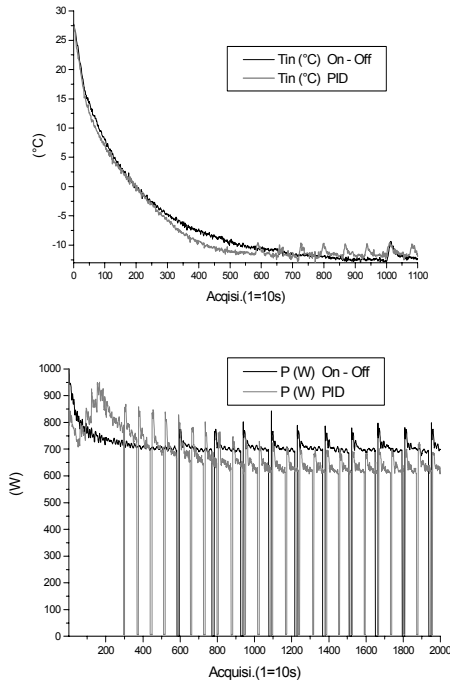 30
25
20
15
10
5
0
-5
-10
(°C)
Tin (°C) On - Off
Tin (°C) PID
0 100 200 300 400 500 600 700 800 900 1000 1100
Acqisi.(1=10s)
1000
900
800
700
600
500
400
300
200
100
0
(W)
P (W) On - Off
P (W) PID
200 400 600 800 1000 1200 1400 1600 1800 2000
Acquisi.(1=10s)